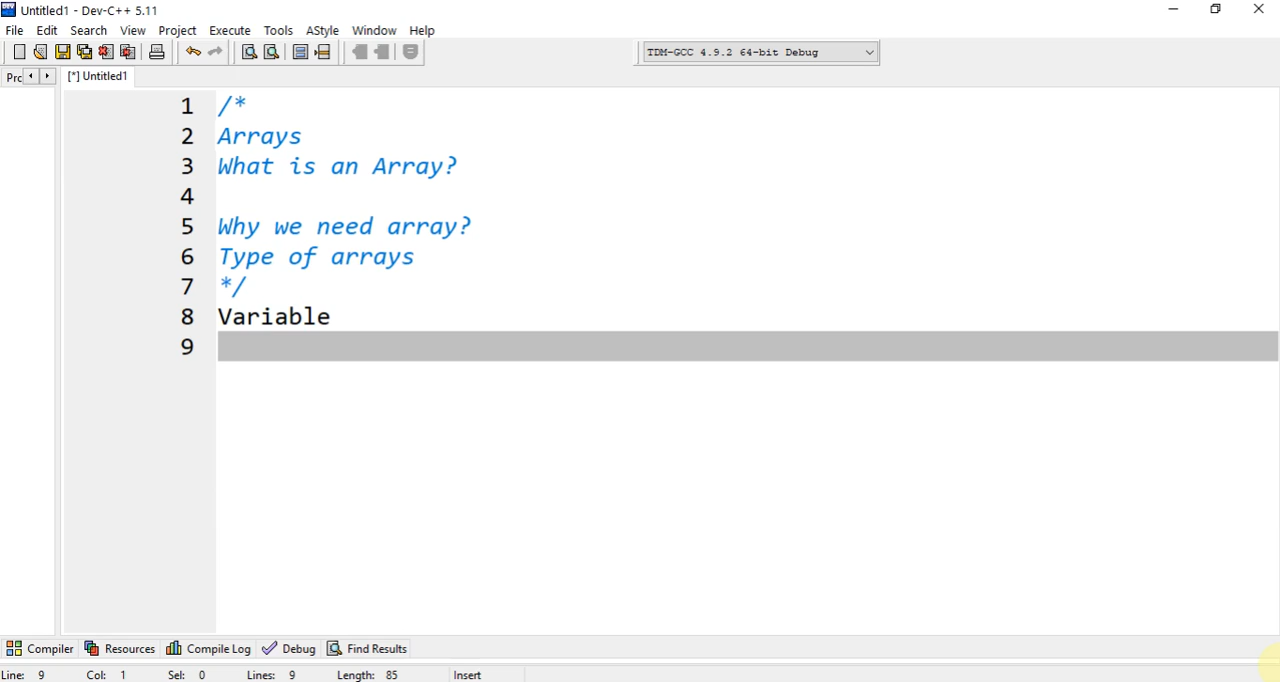 Untitled1 - Dev-C++ 5.11
File Edit Search View Project Execute Tools AStyle Window Help
TDM-GCC 4.9.2 64-bit Debug
Prc [*] Untitled1
1 /*
2 Arrays
3 What is an Array?
4
5 Why we need array?
6 Type of arrays
7 */
8 Variable
9
Compiler Resources Compile Log Debug Find Results
Line: 9 Col: 1 Sel: 0 Lines: 9 Length: 85 Insert